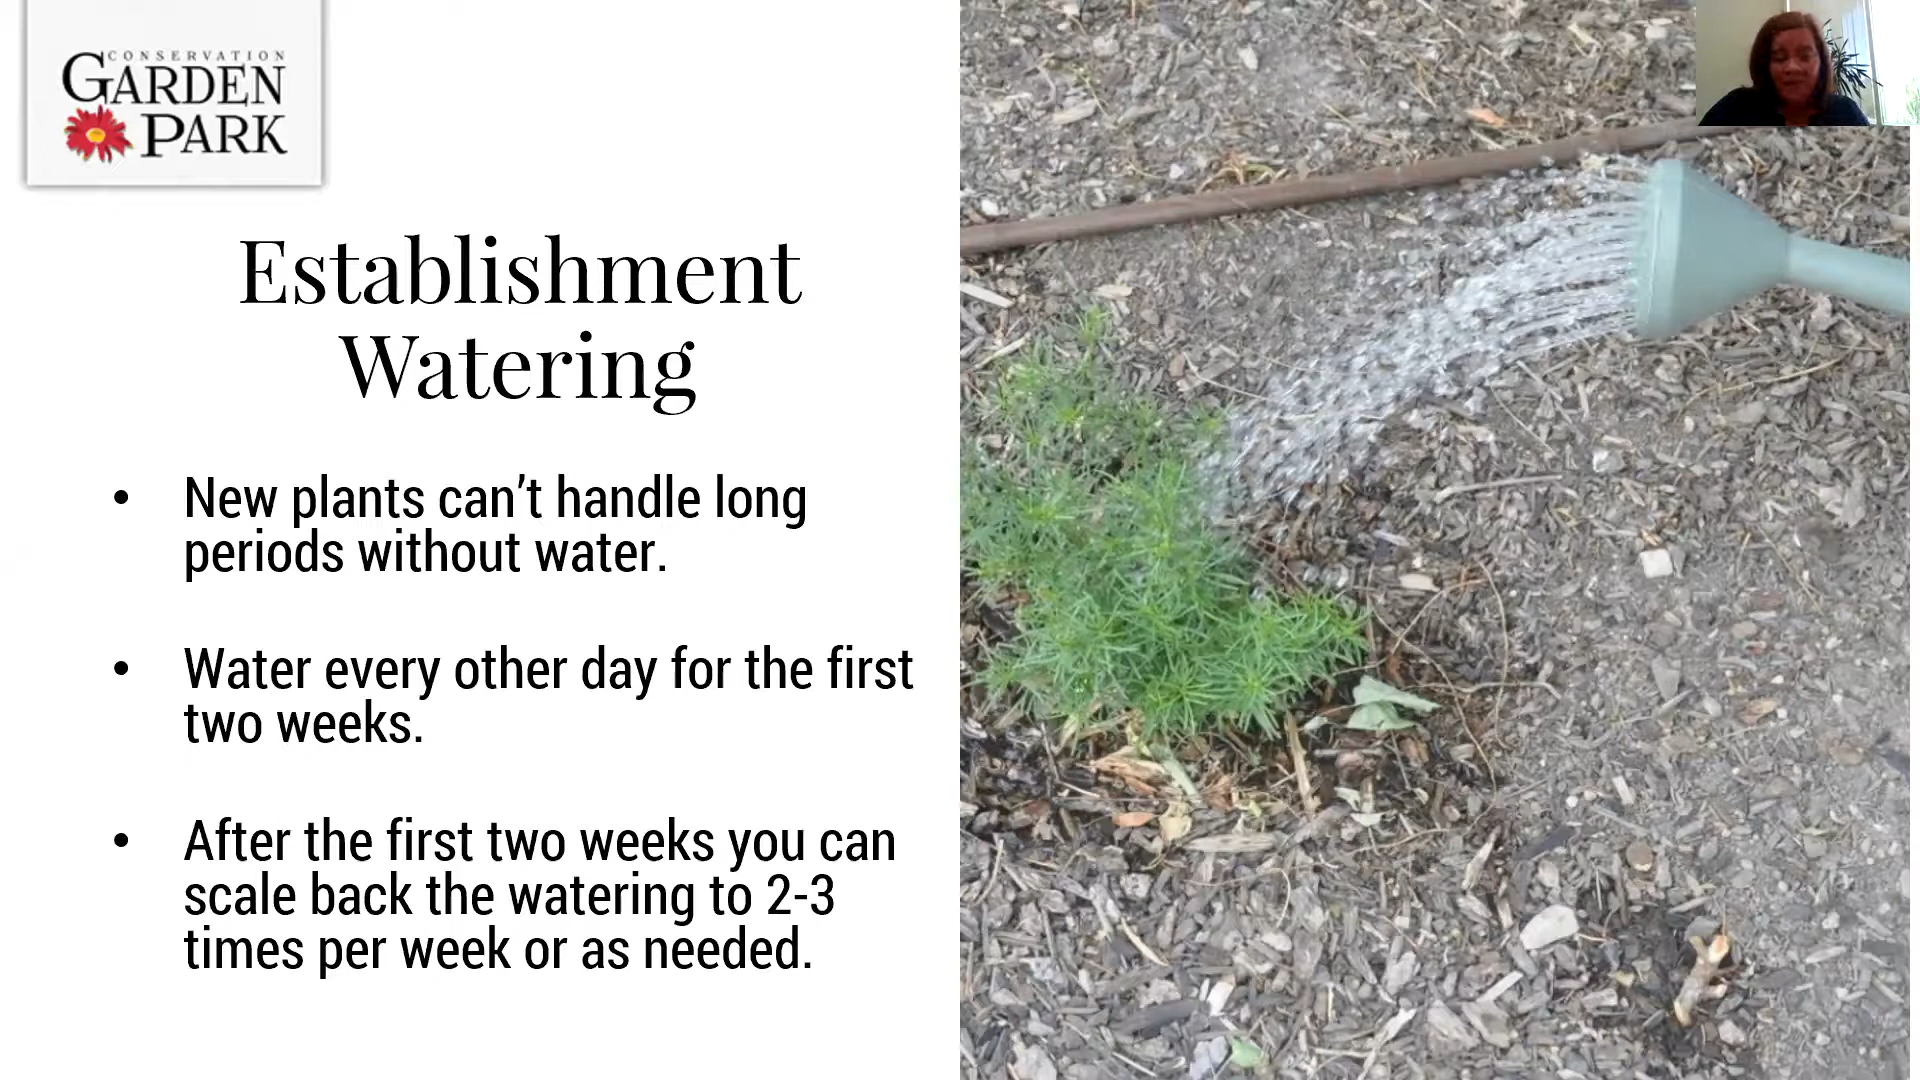 CONSERVATION
GARDEN
PARK
Establishment
Watering
• New plants can’t handle long
periods without water.
• Water every other day for the first
two weeks.
• After the first two weeks you can
scale back the watering to 2-3
times per week or as needed.